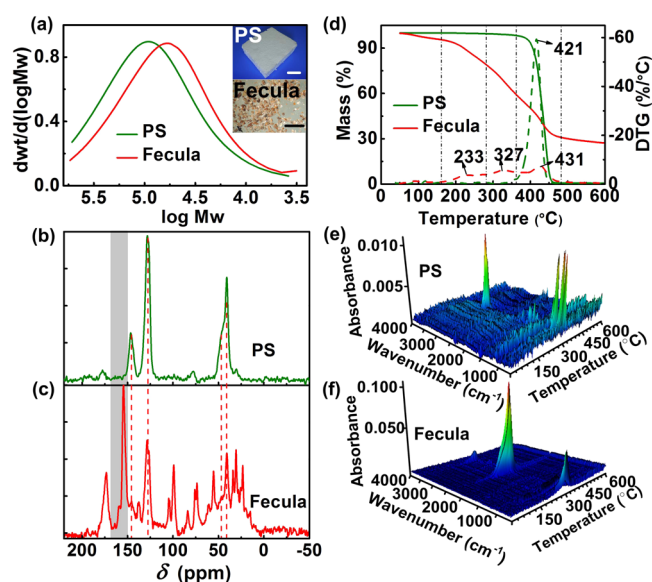 (a)
PS
Fecula
PS
Fecula
dwt/d(logMw)
0.8
0.4
0.0
5.5 5.0 4.5 4.0 3.5
log Mw
(d)
421
PS
Fecula
233 327 431
Mass (%)
90
75
60
45
30
15
0
DTG (%/°C)
-60
-40
-20
0
0 100 200 300 400 500 600
Temperature (°C)
(b)
PS
(c)
Fecula
200 150 100 50 0 -50
δ (ppm)
(e)
PS
Absorbance
0.010
0.005
4000
3000
2000
1000
Wavenumber (cm⁻¹)
150
300
450
600
Temperature (°C)
(f)
Fecula
Absorbance
0.100
0.050
4000
3000
2000
1000
Wavenumber (cm⁻¹)
150
300
450
600
Temperature (°C)